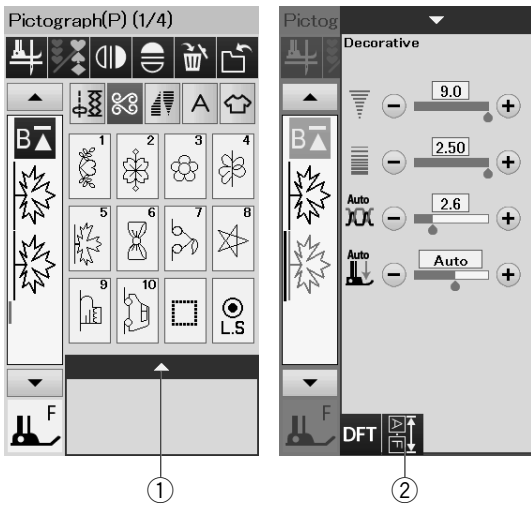 Pictograph(P) (1/4)
B
A
1
2
3
4
5
6
7
8
9
10
L.S
F
①
Pictog
Decorative
B
9.0
2.50
Auto
2.6
Auto
Auto
F
DFT
A
F
②